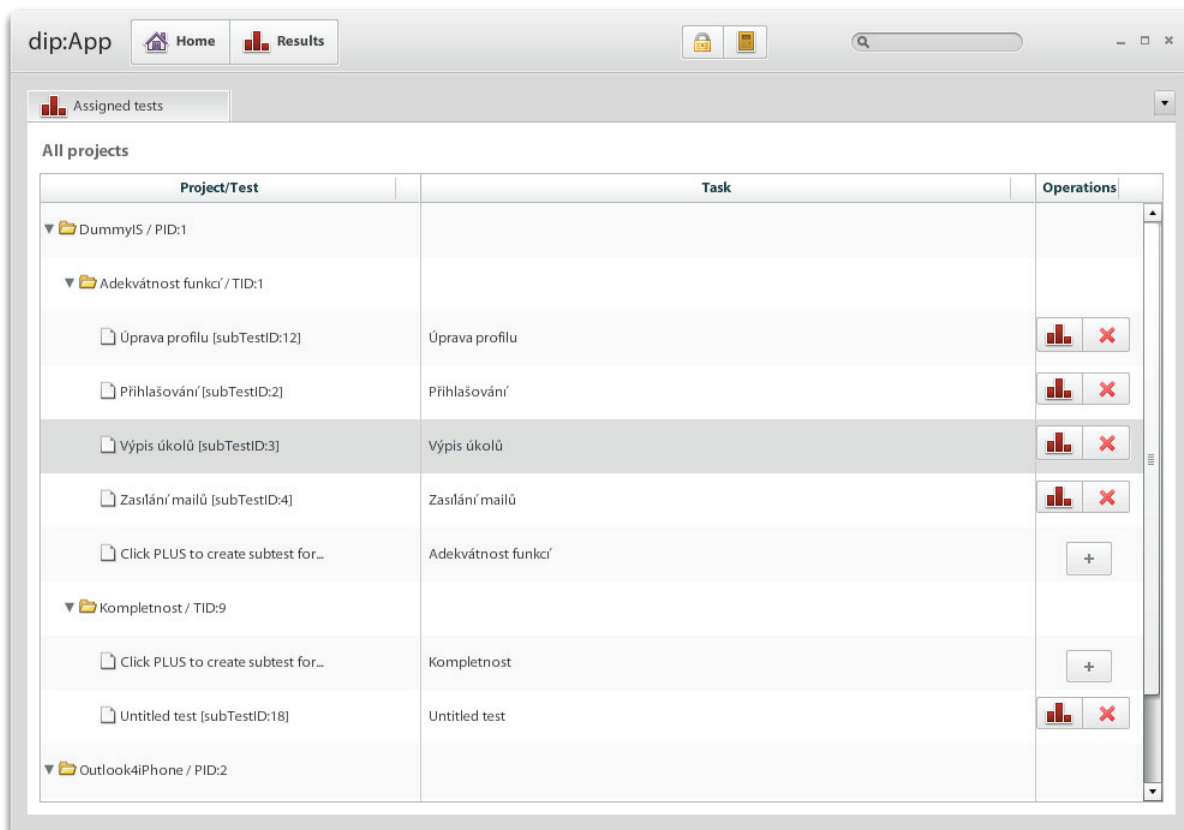 dip:App Home Results
Assigned tests
All projects
Project/Test Task Operations
DummyIS / PID:1
Adekvátnost funkcí / TID:1
Úprava profilu [subTestID:12] Úprava profilu
Přihlašování [subTestID:2] Přihlašování
Výpis úkolů [subTestID:3] Výpis úkolů
Zasílání mailů [subTestID:4] Zasílání mailů
Click PLUS to create subtest for... Adekvátnost funkcí
Kompletnost / TID:9
Click PLUS to create subtest for... Kompletnost
Untitled test [subTestID:18] Untitled test
Outlook4iPhone / PID:2